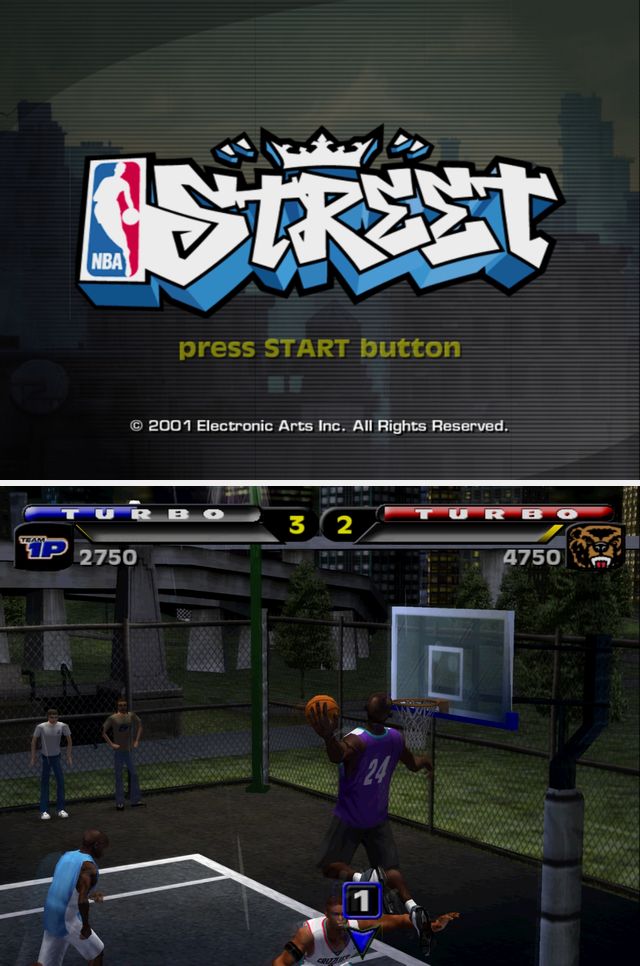 NBA STREET
press START button
© 2001 Electronic Arts Inc. All Rights Reserved.
TURBO 3 2 TURBO
TEAM 1P 2750 4750
24
1